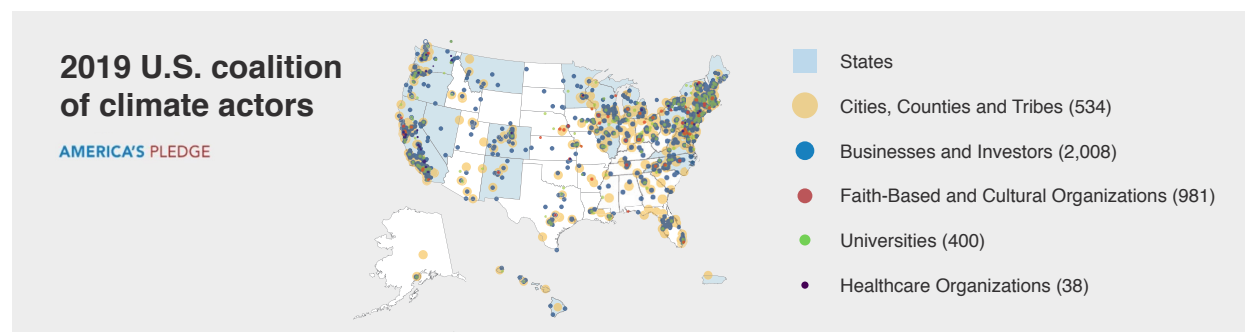 2019 U.S. coalition
of climate actors
AMERICA'S PLEDGE
States
Cities, Counties and Tribes (534)
Businesses and Investors (2,008)
Faith-Based and Cultural Organizations (981)
Universities (400)
Healthcare Organizations (38)